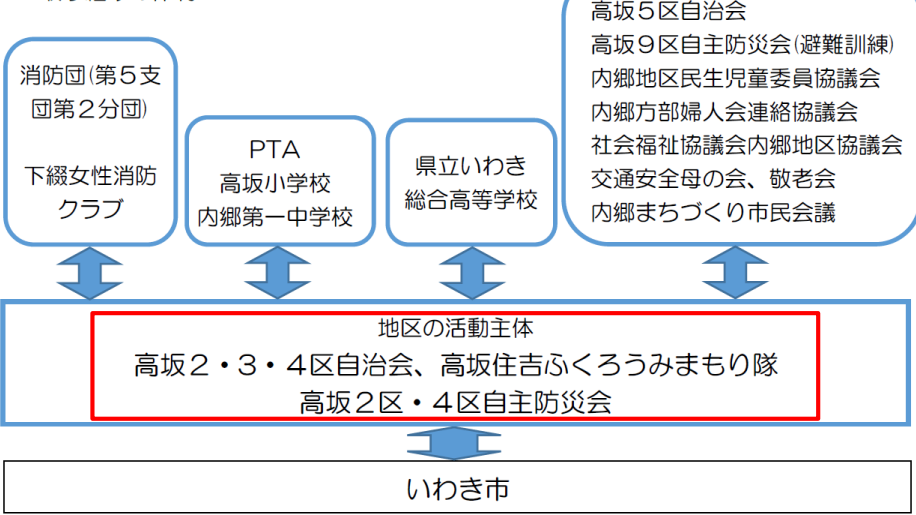 消防団(第5支
団第2分団)
下綴女性消防
クラブ
PTA
高坂小学校
内郷第一中学校
県立いわき
総合高等学校
高坂5区自治会
高坂9区自主防災会(避難訓練)
内郷地区民生児童委員協議会
内郷方部婦人会連絡協議会
社会福祉協議会内郷地区協議会
交通安全母の会、敬老会
内郷まちづくり市民会議
地区の活動主体
高坂2・3・4区自治会、高坂住吉ふくろうみまもり隊
高坂2区・4区自主防災会
いわき市